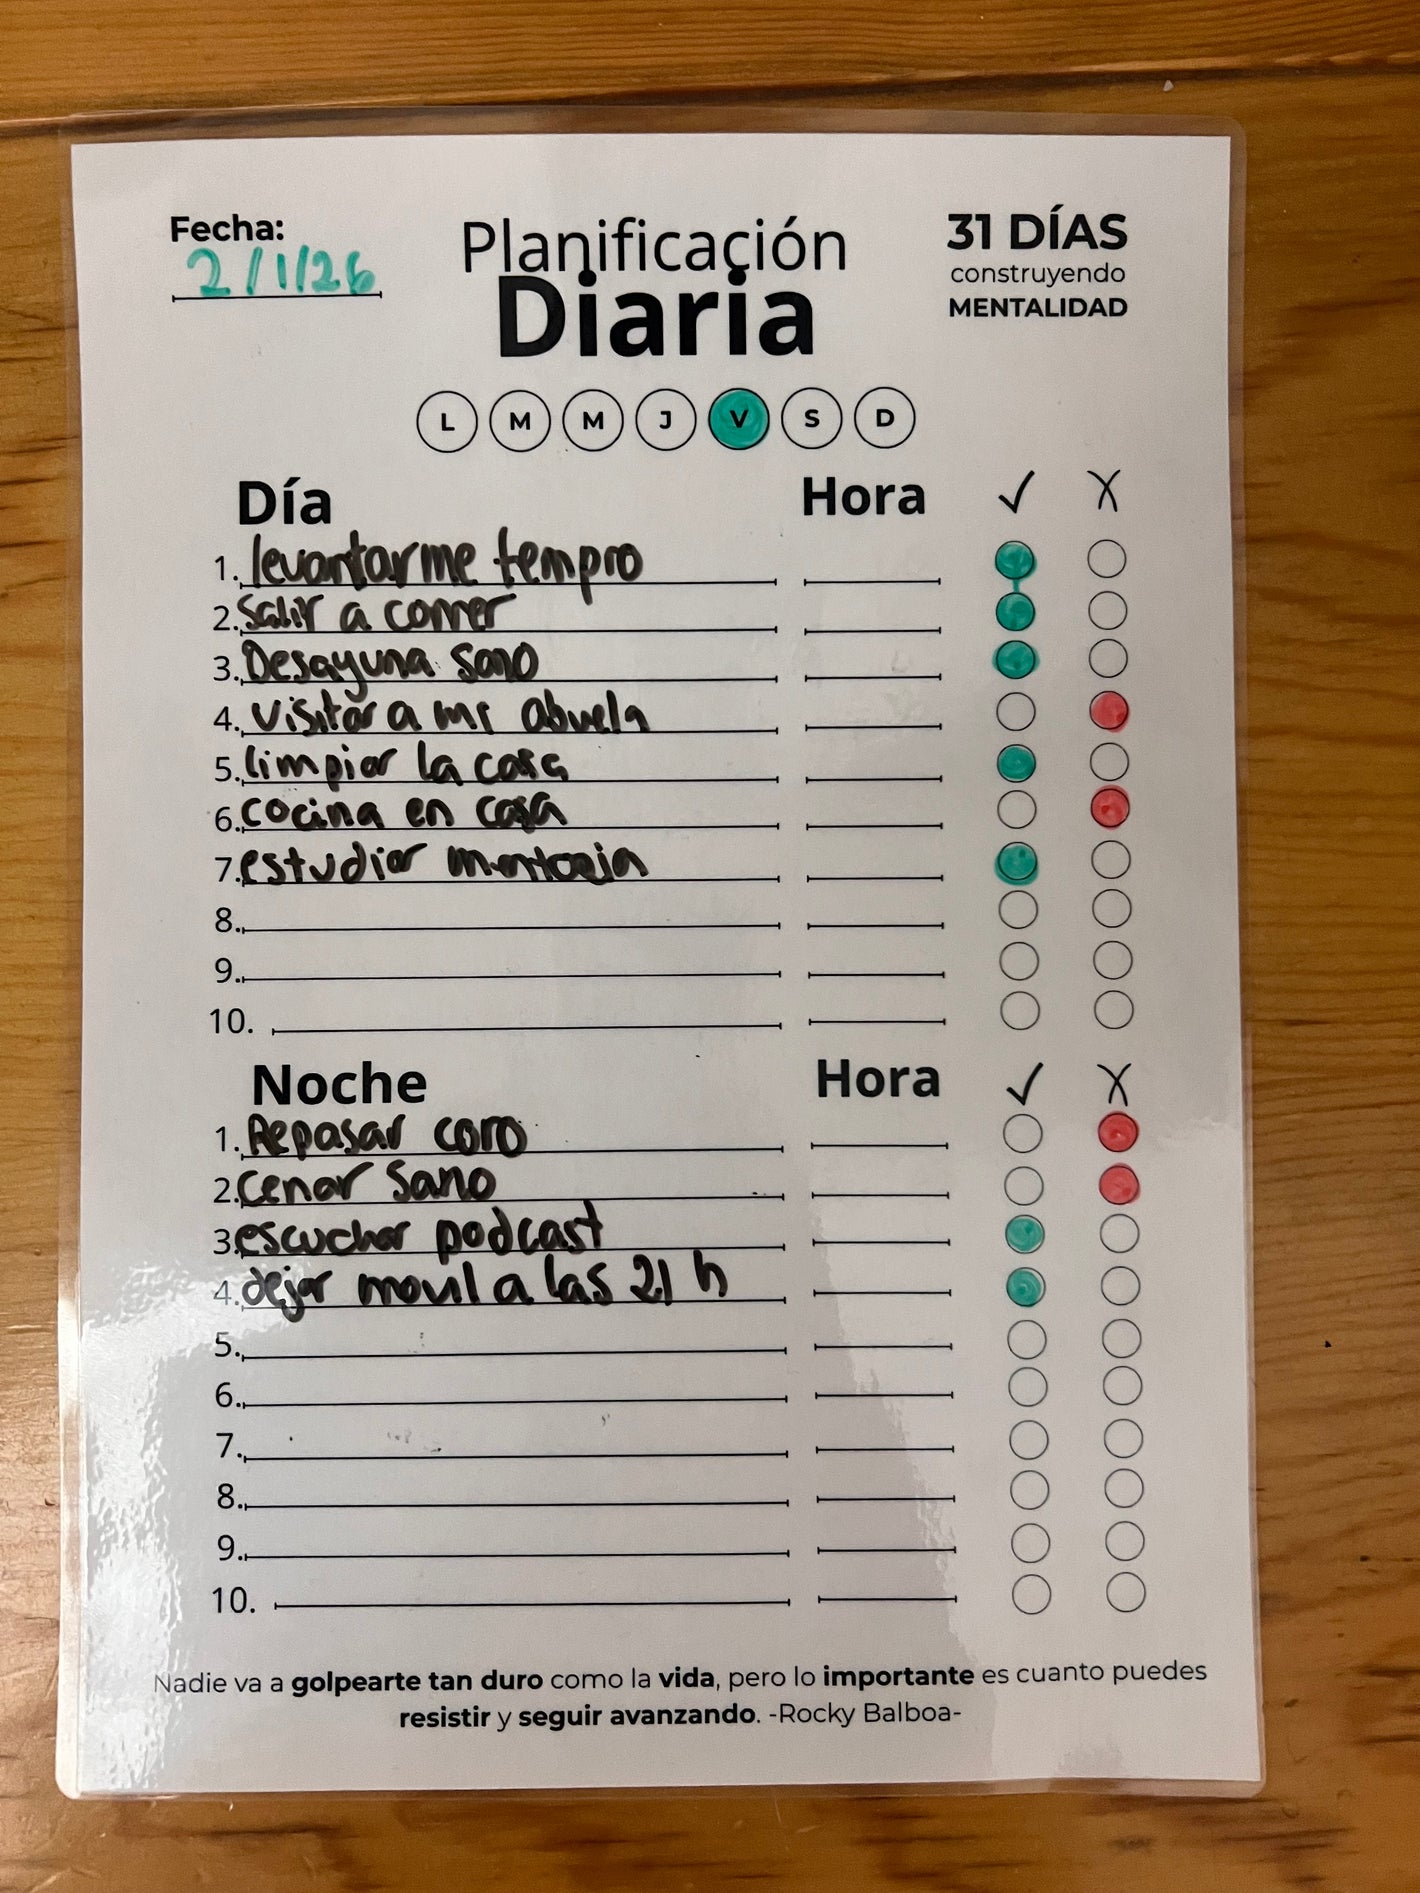 Fecha:
2/1/26
Planificación
Diaria
31 DÍAS
construyendo
MENTALIDAD
L M M J V S D
Día Hora ✓ X
1. levantarme tempro
2. Salir a comer
3. Desayuna sano
4. visitar a mi abuela
5. limpiar la casa
6. cocina en casa
7. estudiar
8.
9.
10.
Noche Hora ✓ X
1. Repasar coro
2. cenar sano
3. escuchar podcast
4. dejar movil a las 21 h
5.
6.
7.
8.
9.
10.
Nadie va a golpearte tan duro como la vida, pero lo importante es cuanto puedes
resistir y seguir avanzando. -Rocky Balboa-